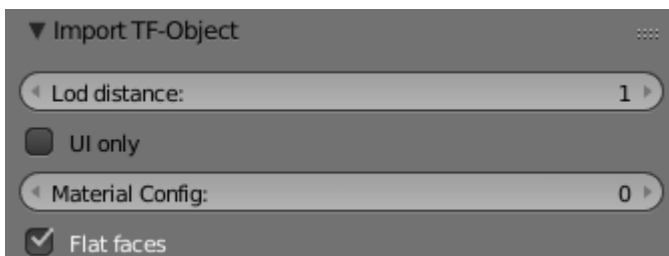 Import TF-Object
Lod distance: 1
UI only
Material Config: 0
Flat faces